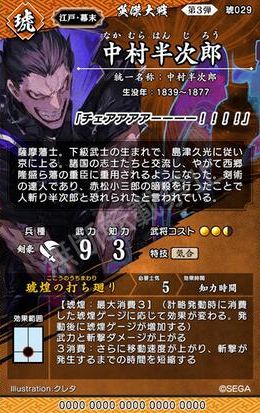 琥
江戸・幕末
英傑大戦
第3弾
琥029
なか むら はん じ ろう
中村半次郎
統一名称：中村半次郎
生没年：1839~1877
「チェアアアアーーーー！！！！」
薩摩藩士。下級武士の生まれで、島津久光に従い
京に上る。諸国の志士たちと交流し、やがて西郷
隆盛ら藩の重臣に重用されるようになった。剣術
の達人であり、赤松小三郎の暗殺を行ったことで
人斬り半次郎と恐れられたと言われている。
兵種 武力 知力 武将コスト
剣豪 9 3 特技 気合
こここうのうちまわり
琥煌の打ち廻り
必要士気 5
効果時間 知力時間
効果範囲
【琥煌：最大消費3】（計略発動時に消費
した琥煌ゲージに応じて効果が変わる。発
動後に琥煌ゲージが増加する）
武力と斬撃ダメージが上がる
3消費：さらに移動速度が上がり、斬撃が
発生するまでの時間を短縮する
Illustration:クレタ
©SEGA
0000 0000 0000 0000 0000